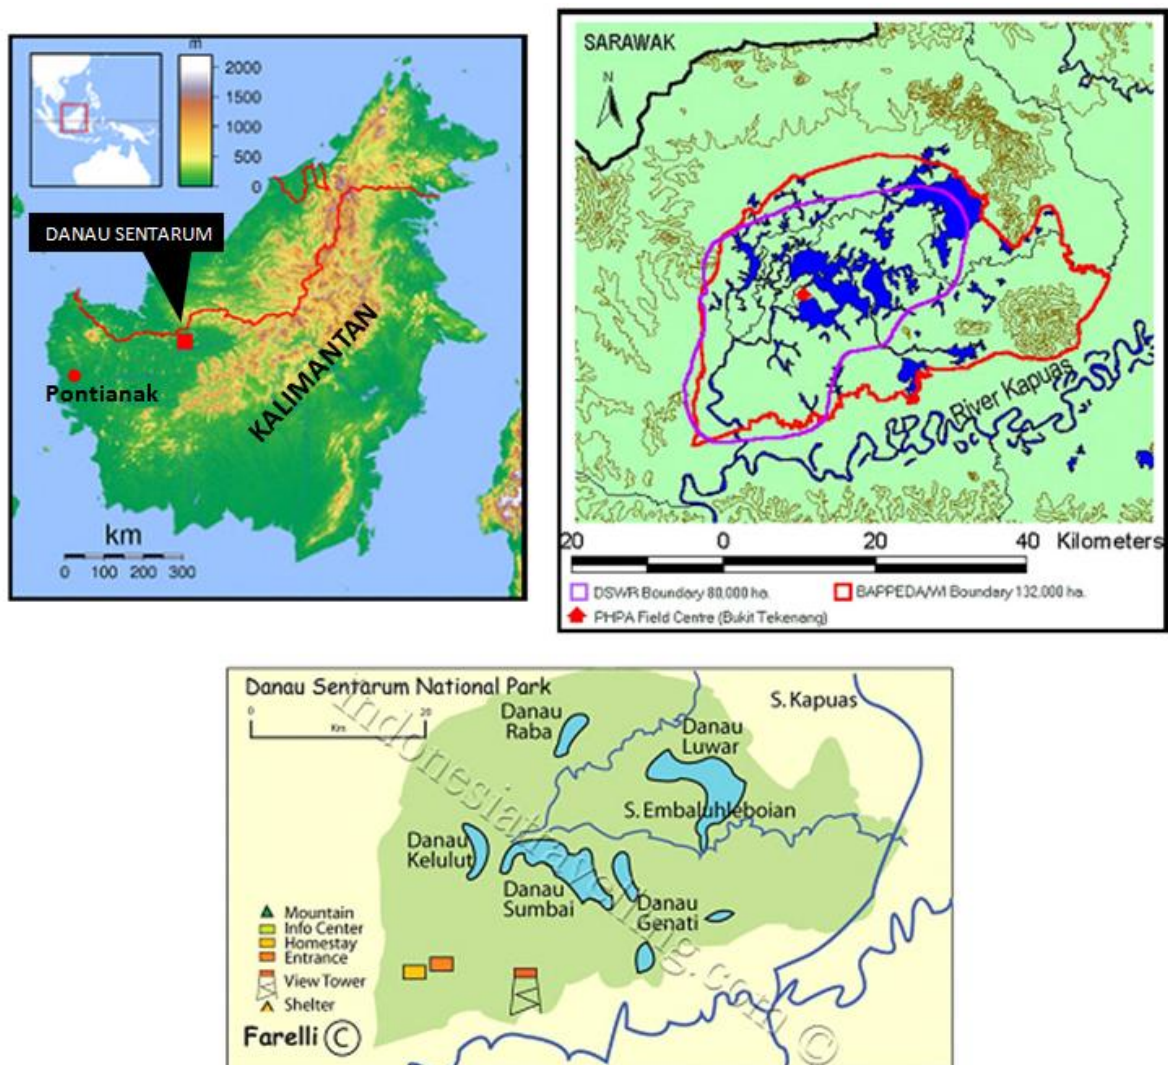 m
2000
1500
1000
500
0
DANAU SENTARUM
Pontianak
KALIMANTAN
km
0 100 200 300
SARAWAK
N
River Kapuas
20 0 20 40 Kilometers
DSWR Boundary 80,000 ha.
BAPPEDA/WI Boundary 132,000 ha.
PHPA Field Centre (Bukit Tekenang)
Danau Sentarum National Park
0 20
Km
Danau
Raba
Danau
Luwar
S. Kapuas
S. Embaluhleboian
Danau
Kelulut
Danau
Sumbai
Danau
Genati
Mountain
Info Center
Homestay
Entrance
View Tower
Shelter
Farelli ©
indonesiatraveling.com ©